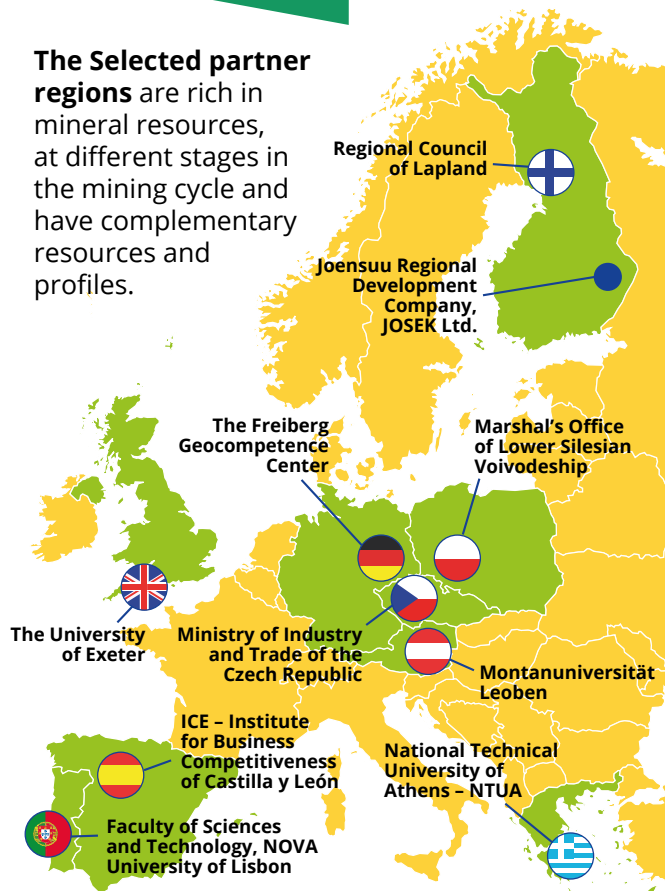 The Selected partner
regions are rich in
mineral resources,
at different stages in
the mining cycle and
have complementary
resources and
profiles.
Regional Council
of Lapland
Joensuu Regional
Development
Company,
JOSEK Ltd.
The Freiberg
Geocompetence
Center
Marshal’s Office
of Lower Silesian
Voivodeship
The University
of Exeter
Ministry of Industry
and Trade of the
Czech Republic
Montanuniversität
Leoben
ICE – Institute
for Business
Competitiveness
of Castilla y León
National Technical
University of
Athens – NTUA
Faculty of Sciences
and Technology, NOVA
University of Lisbon